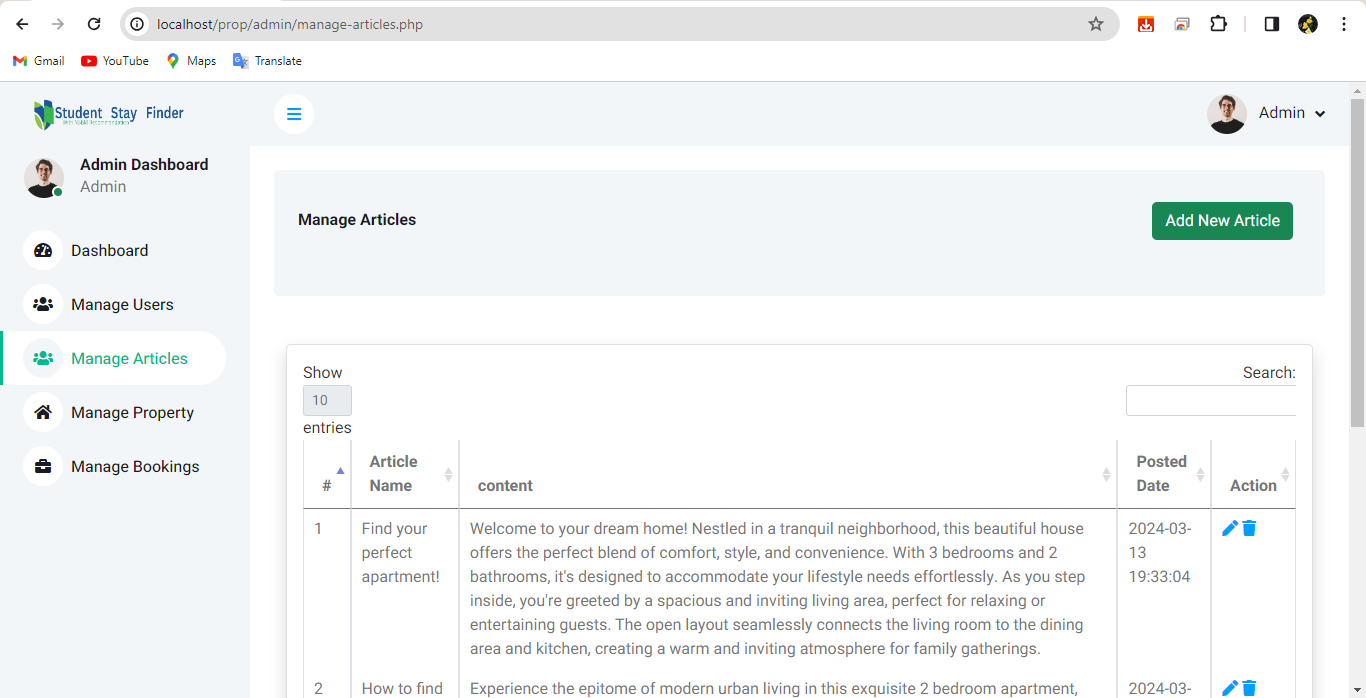 localhost/prop/admin/manage-articles.php
Gmail YouTube Maps Translate
Student Stay Finder
Admin
Admin Dashboard
Admin
Dashboard
Manage Users
Manage Articles
Manage Property
Manage Bookings
Manage Articles
Add New Article
Show
10
entries
Search:
# Article Name content Posted Date Action
1 Find your perfect apartment!
Welcome to your dream home! Nestled in a tranquil neighborhood, this beautiful house
offers the perfect blend of comfort, style, and convenience. With 3 bedrooms and 2
bathrooms, it's designed to accommodate your lifestyle needs effortlessly. As you step
inside, you're greeted by a spacious and inviting living area, perfect for relaxing or
entertaining guests. The open layout seamlessly connects the living room to the dining
area and kitchen, creating a warm and inviting atmosphere for family gatherings.
2024-03-
13
19:33:04
2 How to find
Experience the epitome of modern urban living in this exquisite 2 bedroom apartment,
2024-03-